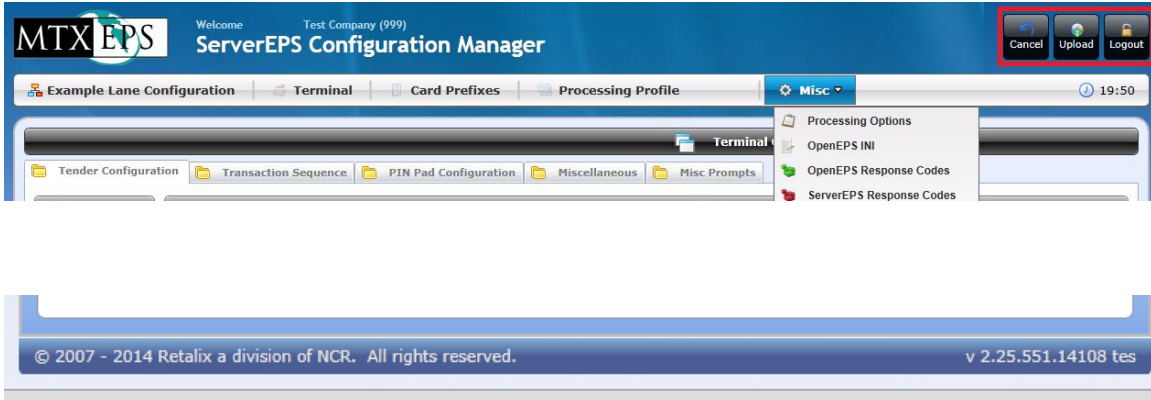 MTX EPS
Welcome Test Company (999)
ServerEPS Configuration Manager
Cancel Upload Logout
Example Lane Configuration Terminal Card Prefixes Processing Profile Misc 19:50
Processing Options
Terminal
OpenEPS INI
Tender Configuration Transaction Sequence PIN Pad Configuration Miscellaneous Misc Prompts
OpenEPS Response Codes
ServerEPS Response Codes
© 2007 - 2014 Retalix a division of NCR. All rights reserved. v 2.25.551.14108 tes